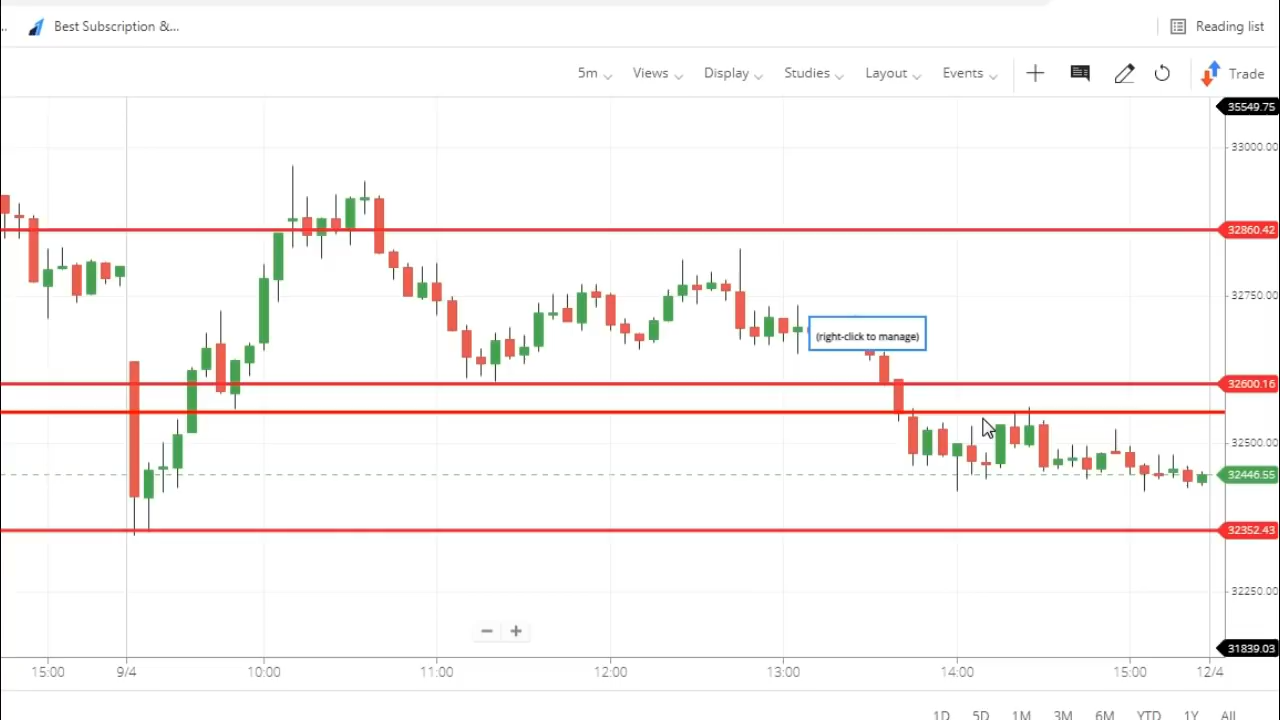 .. Best Subscription &... Reading list
5m Views Display Studies Layout Events Trade
35549.75
33000.00
32860.42
32750.00
(right-click to manage)
32600.16
32500.00
32446.55
32352.43
32250.00
31839.03
15:00 9/4 10:00 11:00 12:00 13:00 14:00 15:00 12/4
1D 5D 1M 3M 6M YTD 1Y All